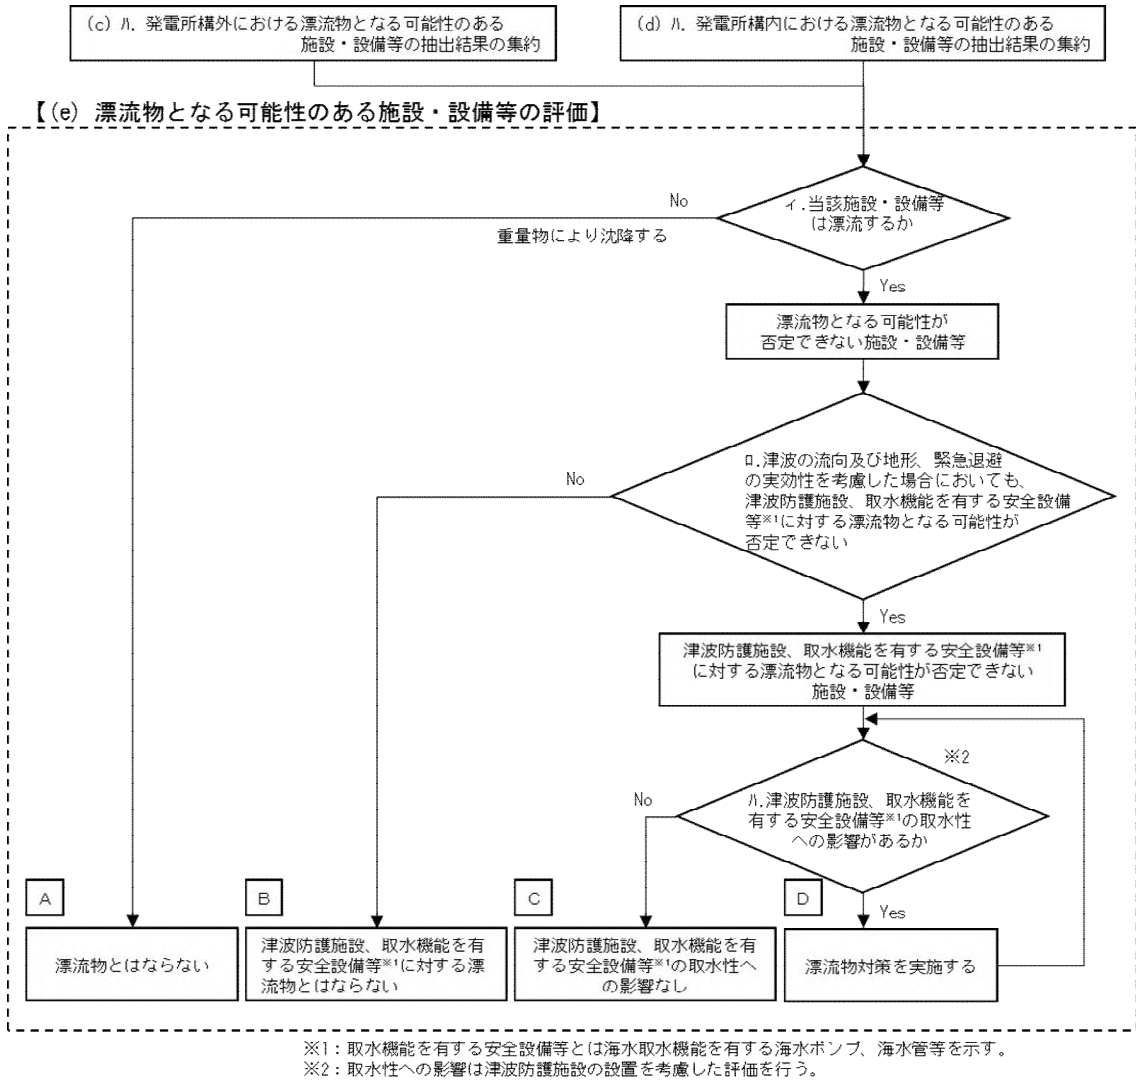 (c) ﾊ. 発電所構外における漂流物となる可能性のある
施設・設備等の抽出結果の集約
(d) ﾊ. 発電所構内における漂流物となる可能性のある
施設・設備等の抽出結果の集約
【(e) 漂流物となる可能性のある施設・設備等の評価】
ｲ.当該施設・設備等
は漂流するか
No
重量物により沈降する
Yes
漂流物となる可能性が
否定できない施設・設備等
ﾛ.津波の流向及び地形、緊急退避
の実効性を考慮した場合においても、
津波防護施設、取水機能を有する安全設備
等※1に対する漂流物となる可能性が
否定できない
No
Yes
津波防護施設、取水機能を有する安全設備等※1
に対する漂流物となる可能性が否定できない
施設・設備等
※2
ﾊ.津波防護施設、取水機能を
有する安全設備等※1の取水性
への影響があるか
No
Yes
A
漂流物とはならない
B
津波防護施設、取水機能を有
する安全設備等※1に対する漂
流物とはならない
C
津波防護施設、取水機能を有
する安全設備等※1の取水性へ
の影響なし
D
漂流物対策を実施する
※1：取水機能を有する安全設備等とは海水取水機能を有する海水ポンプ、海水管等を示す。
※2：取水性への影響は津波防護施設の設置を考慮した評価を行う。